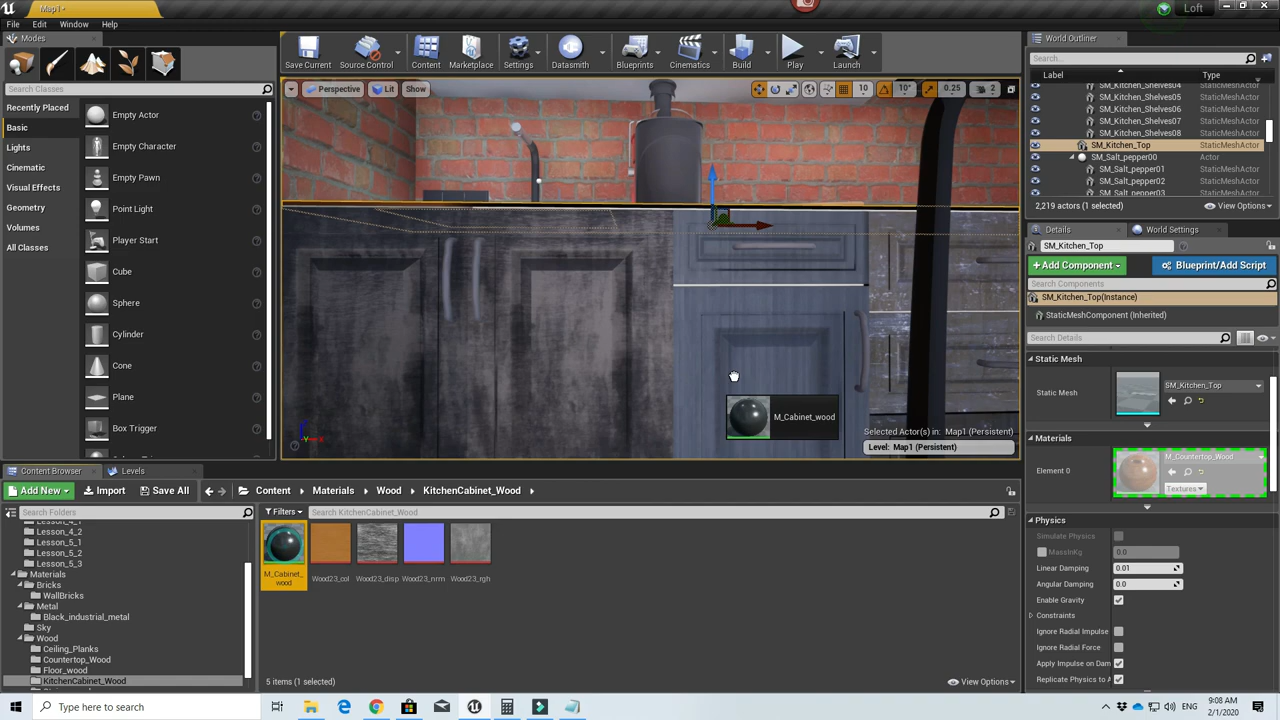 Map1*
Loft
File Edit Window Help
Modes
Search Classes
Recently Placed
Basic
Lights
Cinematic
Visual Effects
Geometry
Volumes
All Classes
Empty Actor
Empty Character
Empty Pawn
Point Light
Player Start
Cube
Sphere
Cylinder
Cone
Plane
Box Trigger
Save Current
Source Control
Content
Marketplace
Settings
Datasmith
Blueprints
Cinematics
Build
Play
Launch
Perspective Lit Show
10 10° 0.25 2
M_Cabinet_wood
Selected Actor(s) in: Map1 (Persistent)
Level: Map1 (Persistent)
World Outliner
Search...
Label Type
SM_Kitchen_Shelves04 StaticMeshActor
SM_Kitchen_Shelves05 StaticMeshActor
SM_Kitchen_Shelves06 StaticMeshActor
SM_Kitchen_Shelves07 StaticMeshActor
SM_Kitchen_Shelves08 StaticMeshActor
SM_Kitchen_Top StaticMeshActor
SM_Salt_pepper00 Actor
SM_Salt_pepper01 StaticMeshActor
SM_Salt_pepper02 StaticMeshActor
SM_Salt_pepper03 StaticMeshActor
2,219 actors (1 selected) View Options
Details World Settings
SM_Kitchen_Top
+Add Component Blueprint/Add Script
Search Components
SM_Kitchen_Top(Instance)
StaticMeshComponent (Inherited)
Search Details
Static Mesh
Static Mesh SM_Kitchen_Top
Materials
Element 0 M_Countertop_Wood
Textures
Physics
Simulate Physics
MassInKg 0.0
Linear Damping 0.01
Angular Damping 0.0
Enable Gravity
Constraints
Ignore Radial Impulse
Ignore Radial Force
Apply Impulse on Dam
Replicate Physics to A
Content Browser Levels
Add New Import Save All Content Materials Wood KitchenCabinet_Wood
Search Folders
Filters Search KitchenCabinet_Wood
Lesson_4_1
Lesson_4_2
Lesson_5_1
Lesson_5_2
Lesson_5_3
Materials
Bricks
WallBricks
Metal
Black_industrial_metal
Sky
Wood
Ceiling_Planks
Countertop_Wood
Floor_wood
KitchenCabinet_Wood
M_Cabinet_
wood
Wood23_col
Wood23_disp
Wood23_nrm
Wood23_rgh
5 items (1 selected) View Options
Type here to search
ENG
9:08 AM
2/1/2020